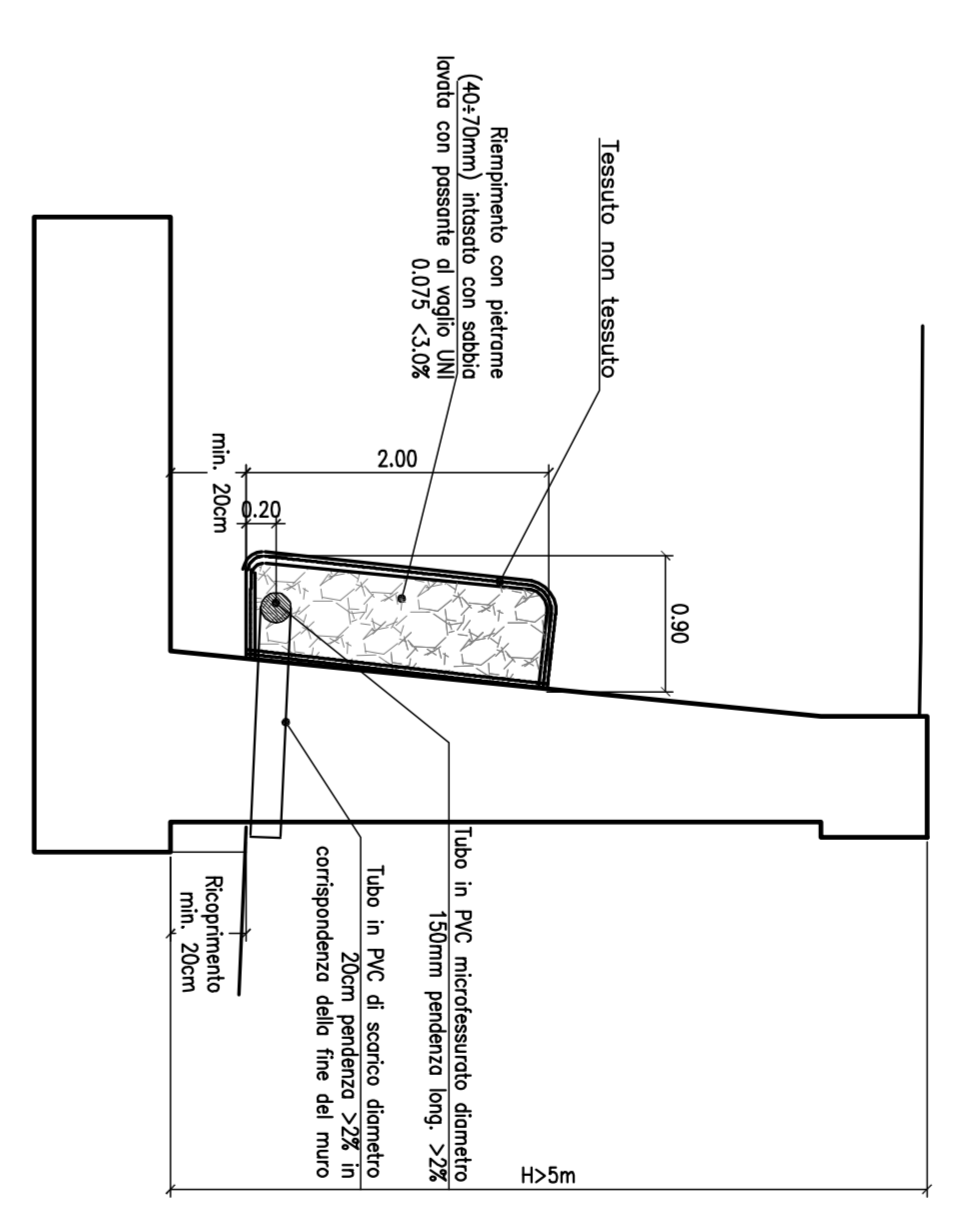 Tessuto non tessuto
Riempimento con pietrame
(40÷70mm) intasato con sabbia
lavata con passante al vaglio UNI
0.075 <3.0%
2.00
min. 20cm
0.20
0.90
Tubo in PVC microfessurato diametro
150mm pendenza long. >2%
Tubo in PVC di scarico diametro
20cm pendenza >2% in
corrispondenza della fine del muro
Ricoprimento
min. 20cm
H>5m